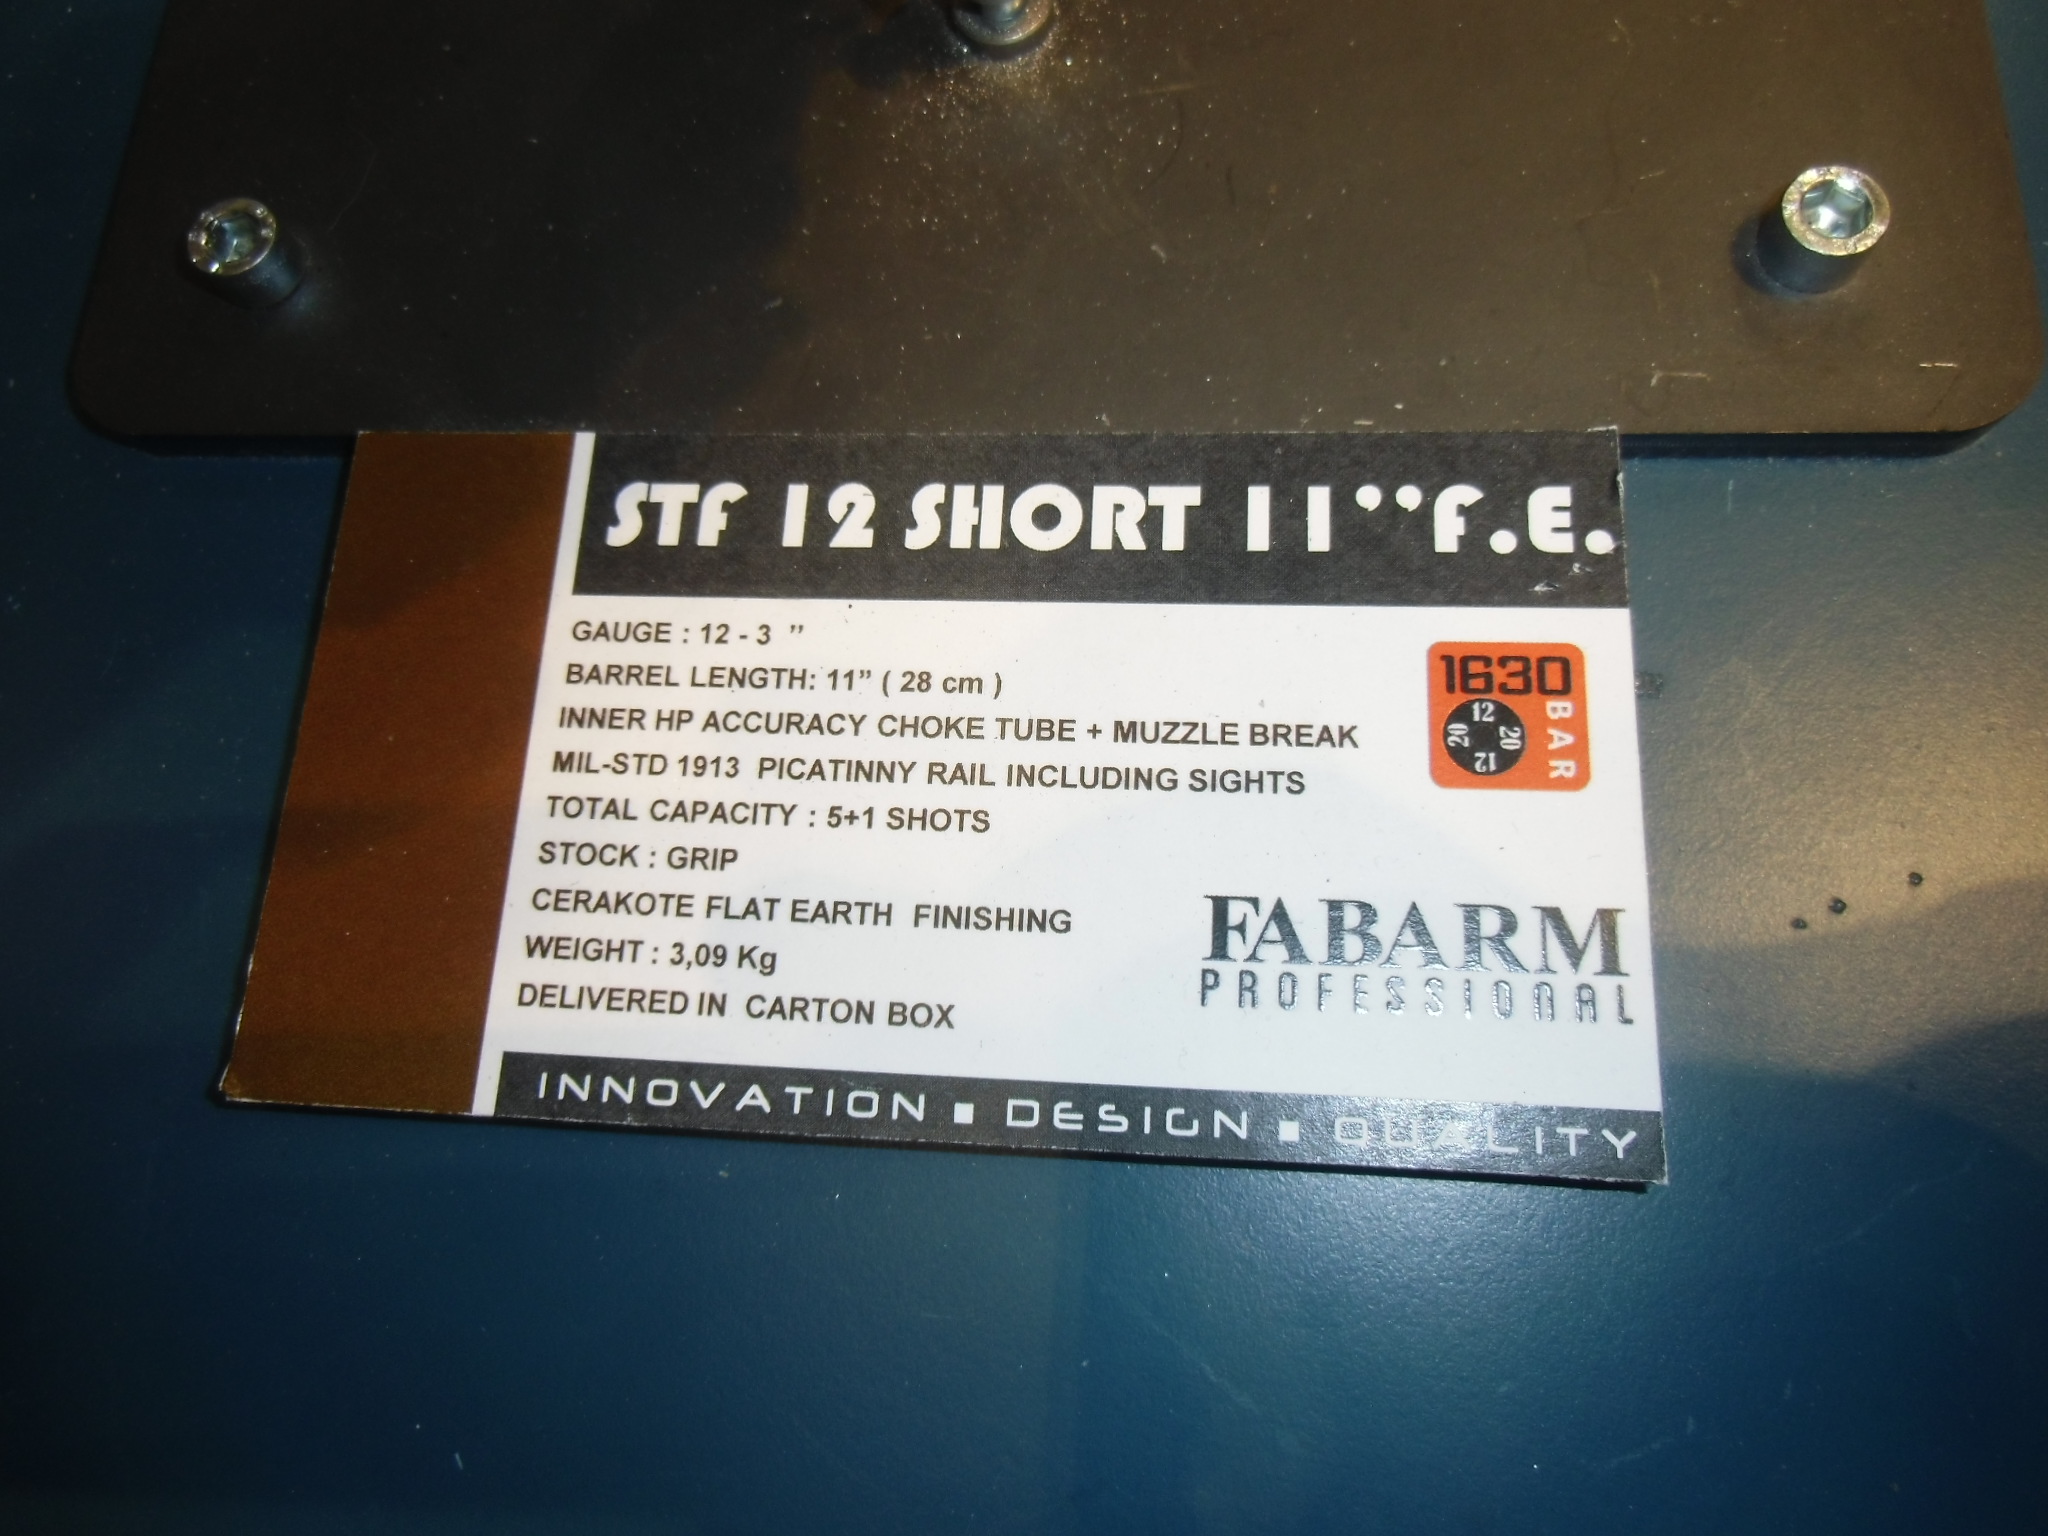 STF 12 SHORT 11’’F.E.
GAUGE : 12 - 3 ’’
BARREL LENGTH: 11” ( 28 cm )
INNER HP ACCURACY CHOKE TUBE + MUZZLE BREAK
MIL-STD 1913 PICATINNY RAIL INCLUDING SIGHTS
TOTAL CAPACITY : 5+1 SHOTS
STOCK : GRIP
CERAKOTE FLAT EARTH FINISHING
WEIGHT : 3,09 Kg
DELIVERED IN CARTON BOX
1630
BAR
12
20
12
20
FABARM
PROFESSIONAL
INNOVATION ▪ DESIGN ▪ QUALITY